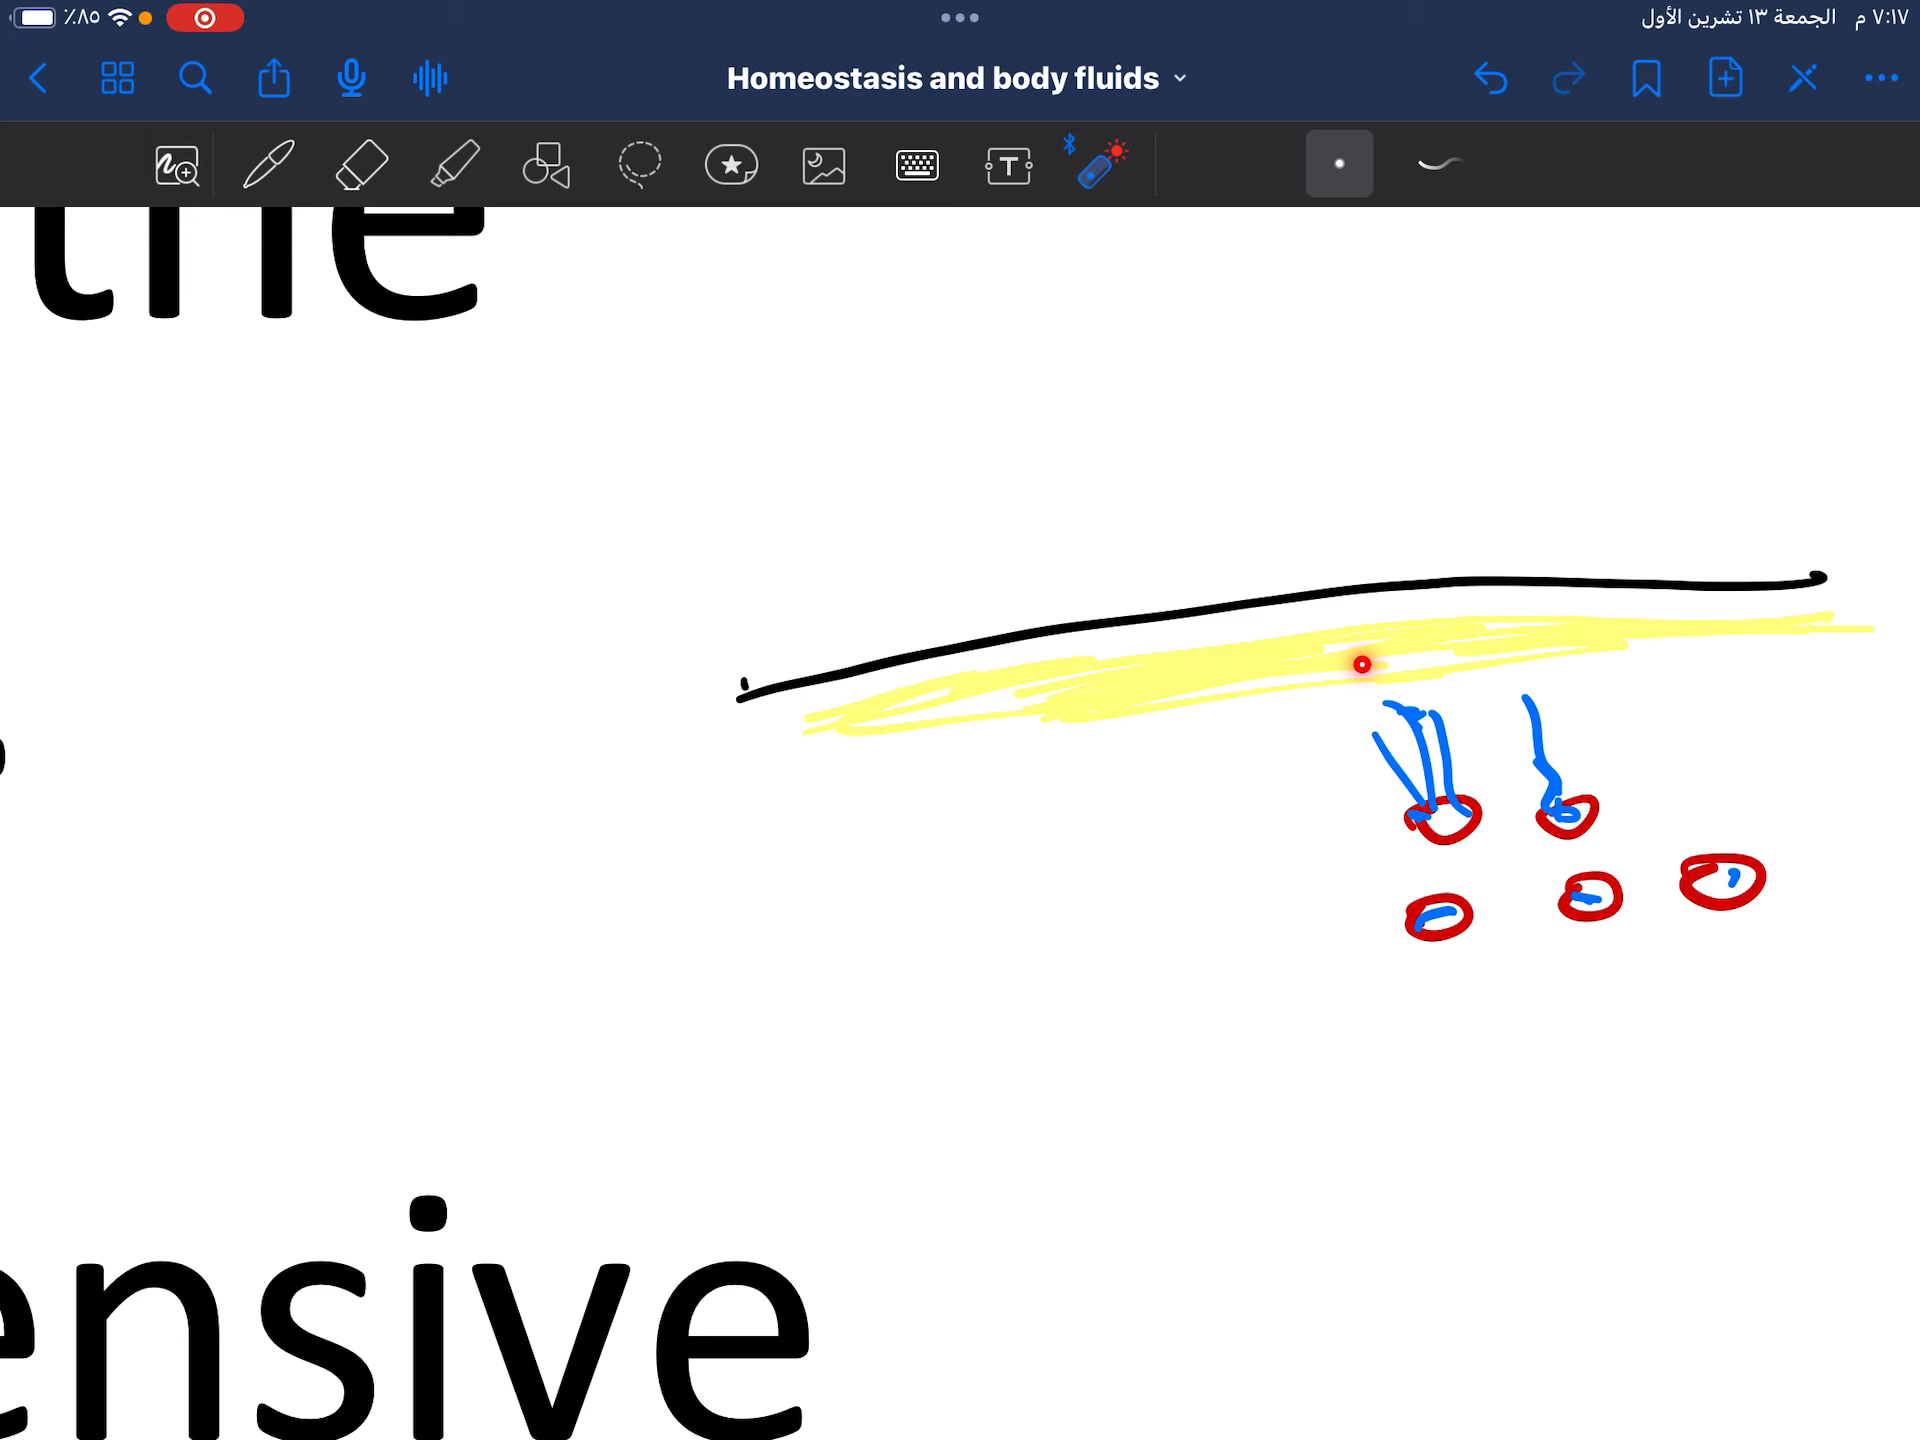 ٪٨٥
الجمعة ١٣ تشرين الأول ٧:١٧ م
Homeostasis and body fluids
T
the
ensive